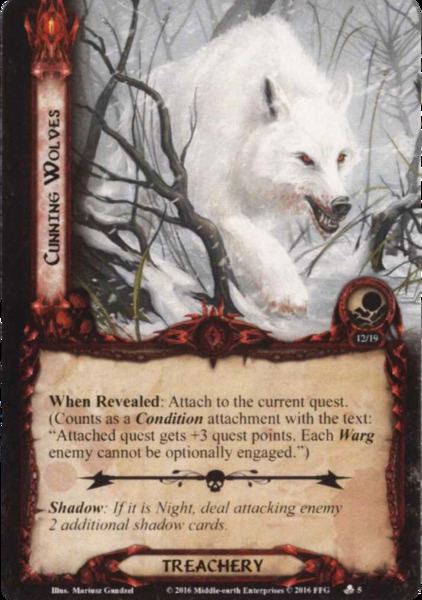 CUNNING WOLVES
12/19
When Revealed: Attach to the current quest.
(Counts as a Condition attachment with the text:
“Attached quest gets +3 quest points. Each Warg
enemy cannot be optionally engaged.”)
Shadow: If it is Night, deal attacking enemy
2 additional shadow cards.
TREACHERY
Illus. Mariusz Gandzel © 2016 Middle-earth Enterprises © 2016 FFG 5